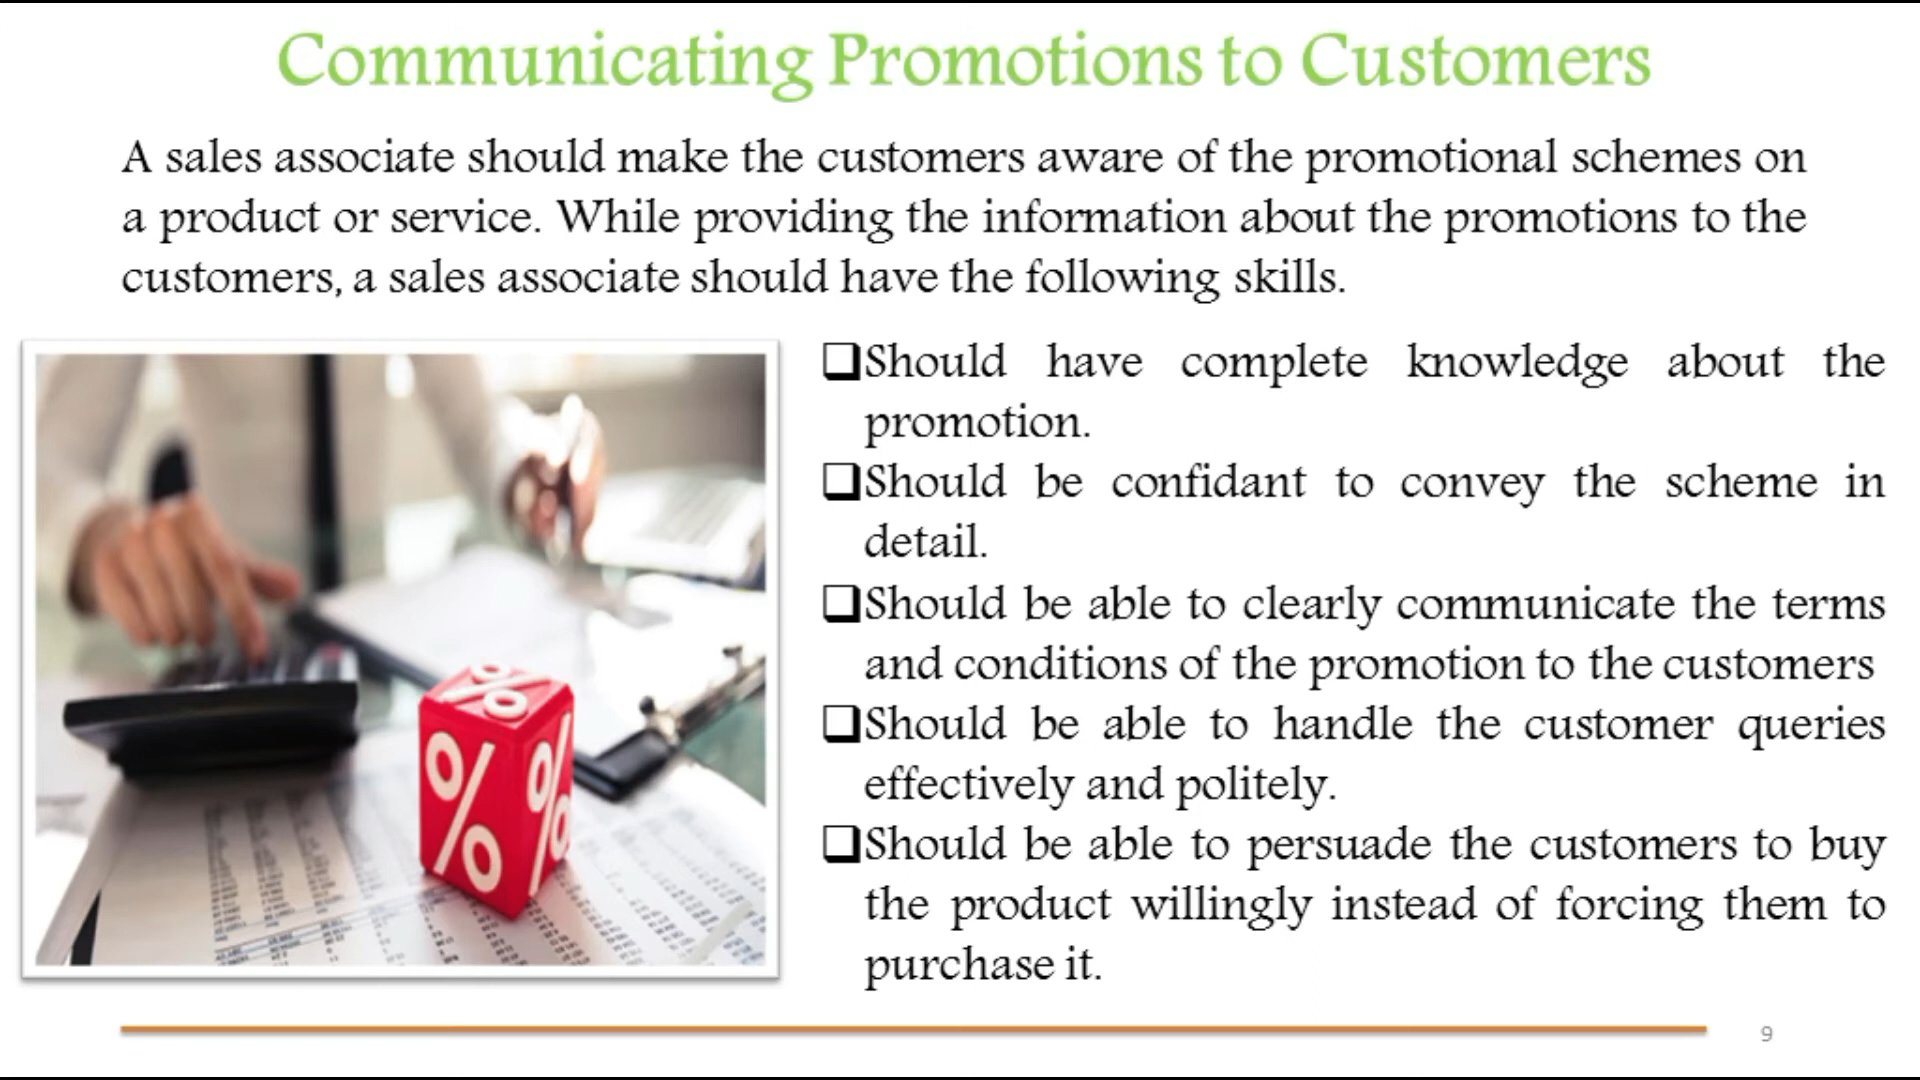 Communicating Promotions to Customers
A sales associate should make the customers aware of the promotional schemes on
a product or service. While providing the information about the promotions to the
customers, a sales associate should have the following skills.
❑Should have complete knowledge about the
promotion.
❑Should be confidant to convey the scheme in
detail.
❑Should be able to clearly communicate the terms
and conditions of the promotion to the customers
❑Should be able to handle the customer queries
effectively and politely.
❑Should be able to persuade the customers to buy
the product willingly instead of forcing them to
purchase it.
%
% %
9